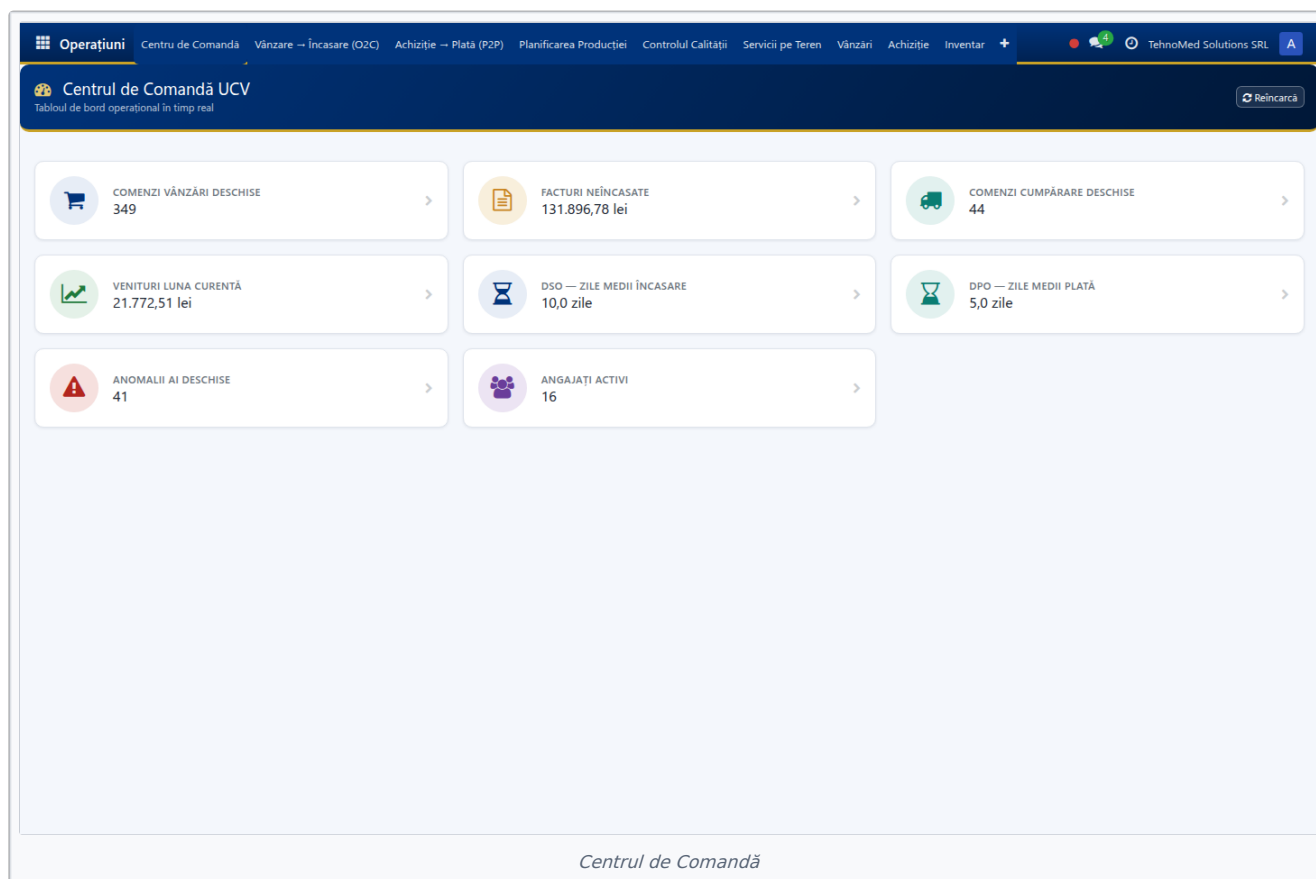 Operațiuni Centru de Comandă Vânzare → Încasare (O2C) Achiziție → Plată (P2P) Planificarea Producției Controlul Calității Servicii pe Teren Vânzări Achiziție Inventar + 4 TehnoMed Solutions SRL A
Centrul de Comandă UCV
Tabloul de bord operațional în timp real
Reîncarcă
COMENZI VÂNZĂRI DESCHISE
349
FACTURI NEÎNCASATE
131.896,78 lei
COMENZI CUMPĂRARE DESCHISE
44
VENITURI LUNA CURENTĂ
21.772,51 lei
DSO — ZILE MEDII ÎNCASARE
10,0 zile
DPO — ZILE MEDII PLATĂ
5,0 zile
ANOMALII AI DESCHISE
41
ANGAJAȚI ACTIVI
16
Centrul de Comandă